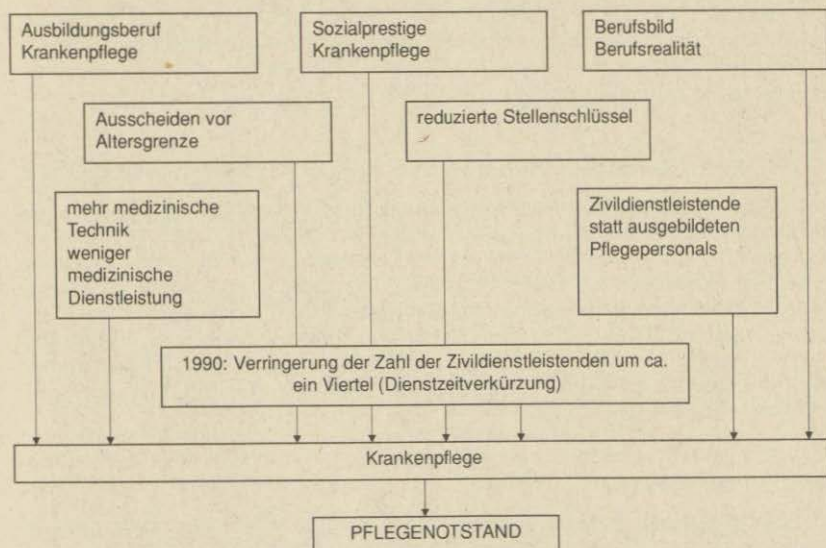 Ausbildungsberuf
Krankenpflege
Sozialprestige
Krankenpflege
Berufsbild
Berufsrealität
Ausscheiden vor
Altersgrenze
reduzierte Stellenschlüssel
mehr medizinische
Technik
weniger
medizinische
Dienstleistung
Zivildienstleistende
statt ausgebildeten
Pflegepersonals
1990: Verringerung der Zahl der Zivildienstleistenden um ca.
ein Viertel (Dienstzeitverkürzung)
Krankenpflege
PFLEGENOTSTAND